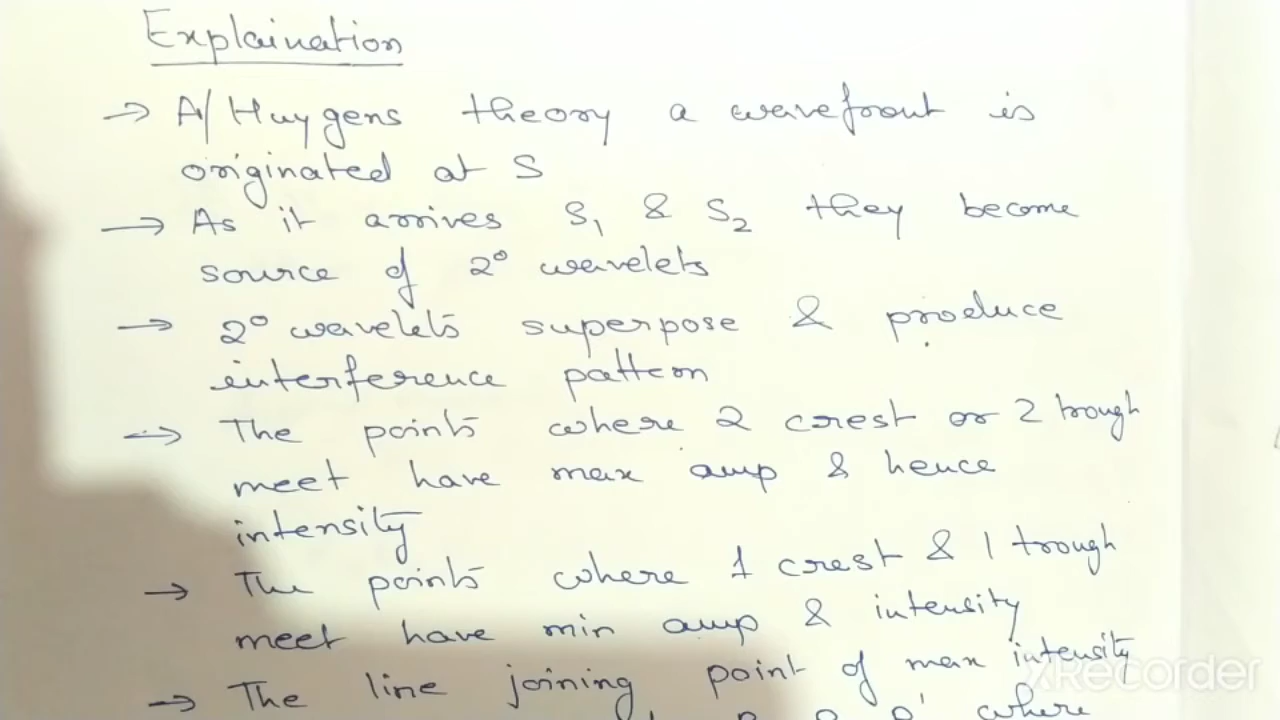 Explaination
→ A/ Huygens theory a wavefront is
originated at S
→ As it arrives S₁ & S₂ they become
source of 2° wavelets
→ 2° wavelets superpose & produce
interference pattern
→ The points where 2 crest or 2 trough
meet have max amp & hence
intensity
→ The points where 1 crest & 1 trough
meet have min amp & intensity
→ The line joining point of max intensity
where
XRecorder